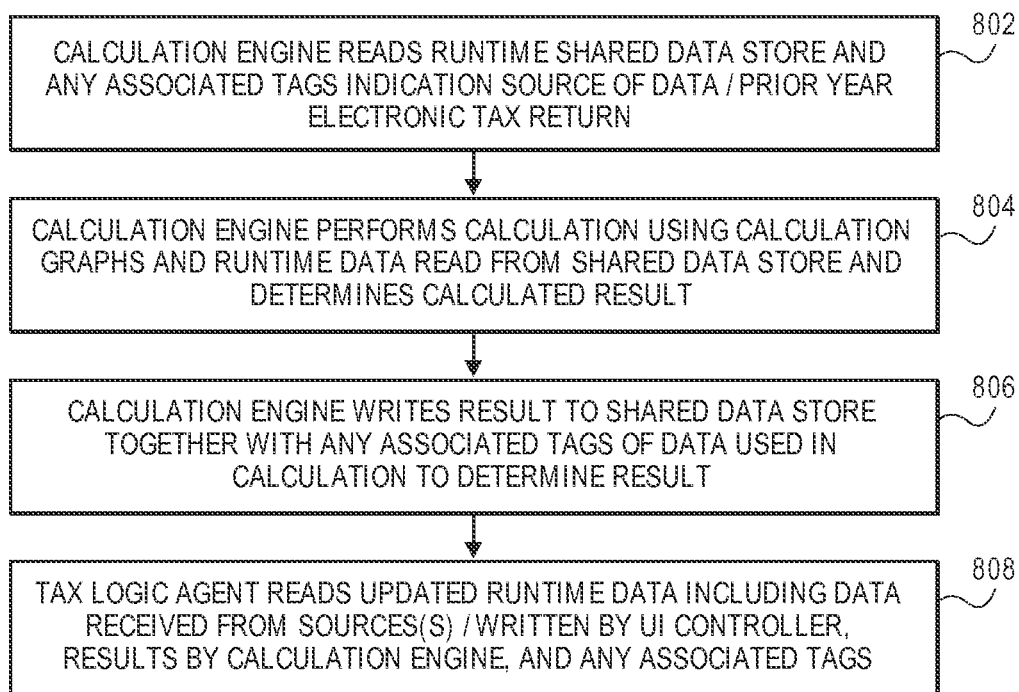 802
CALCULATION ENGINE READS RUNTIME SHARED DATA STORE AND
ANY ASSOCIATED TAGS INDICATION SOURCE OF DATA / PRIOR YEAR
ELECTRONIC TAX RETURN
804
CALCULATION ENGINE PERFORMS CALCULATION USING CALCULATION
GRAPHS AND RUNTIME DATA READ FROM SHARED DATA STORE AND
DETERMINES CALCULATED RESULT
806
CALCULATION ENGINE WRITES RESULT TO SHARED DATA STORE
TOGETHER WITH ANY ASSOCIATED TAGS OF DATA USED IN
CALCULATION TO DETERMINE RESULT
808
TAX LOGIC AGENT READS UPDATED RUNTIME DATA INCLUDING DATA
RECEIVED FROM SOURCES(S) / WRITTEN BY UI CONTROLLER,
RESULTS BY CALCULATION ENGINE, AND ANY ASSOCIATED TAGS